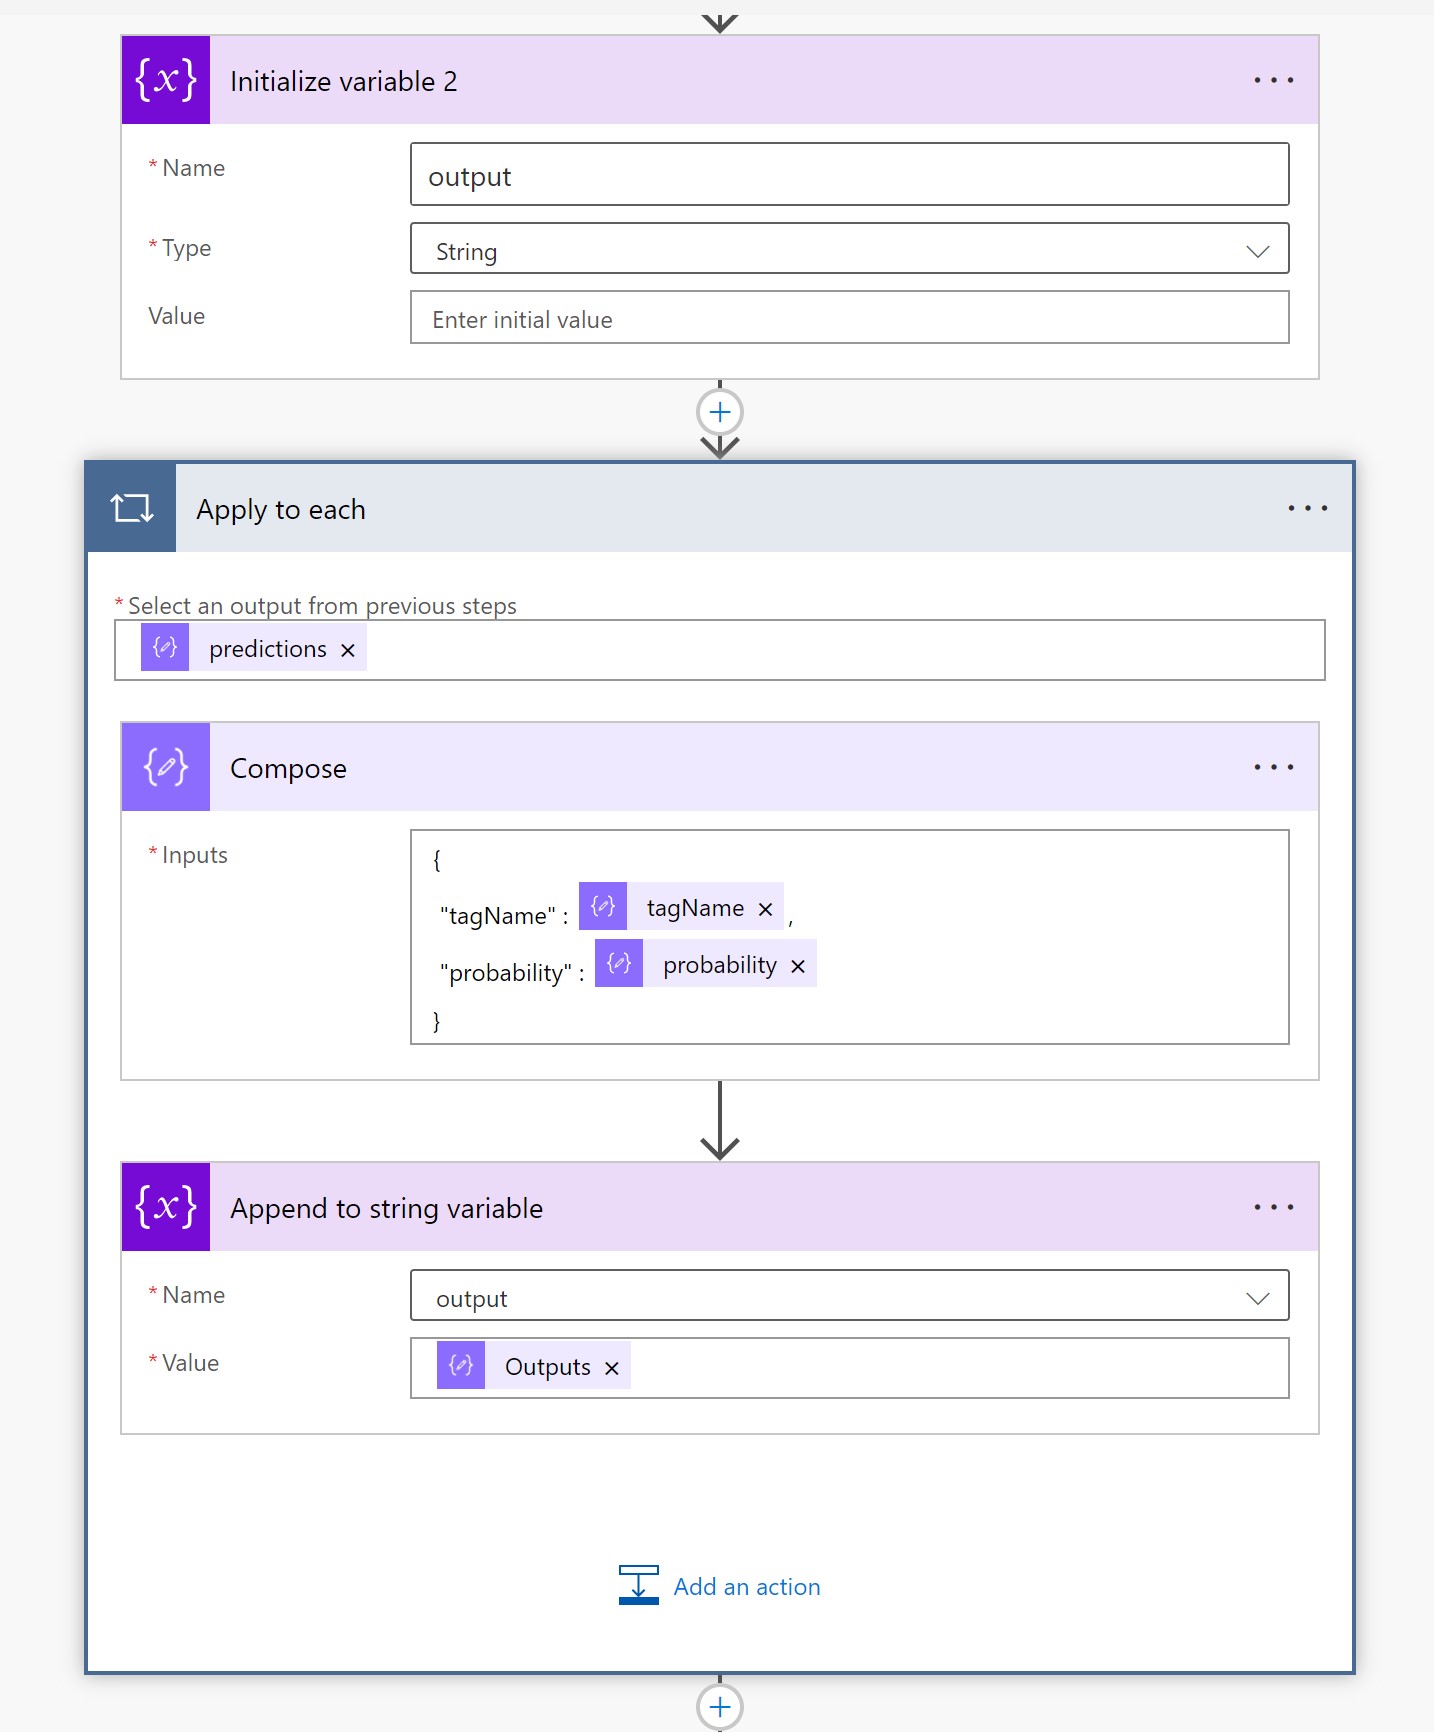 {x} Initialize variable 2
* Name output
* Type String
Value Enter initial value
Apply to each
* Select an output from previous steps
predictions ×
Compose
* Inputs {
"tagName" : tagName × ,
"probability" : probability ×
}
{x} Append to string variable
* Name output
* Value Outputs ×
Add an action